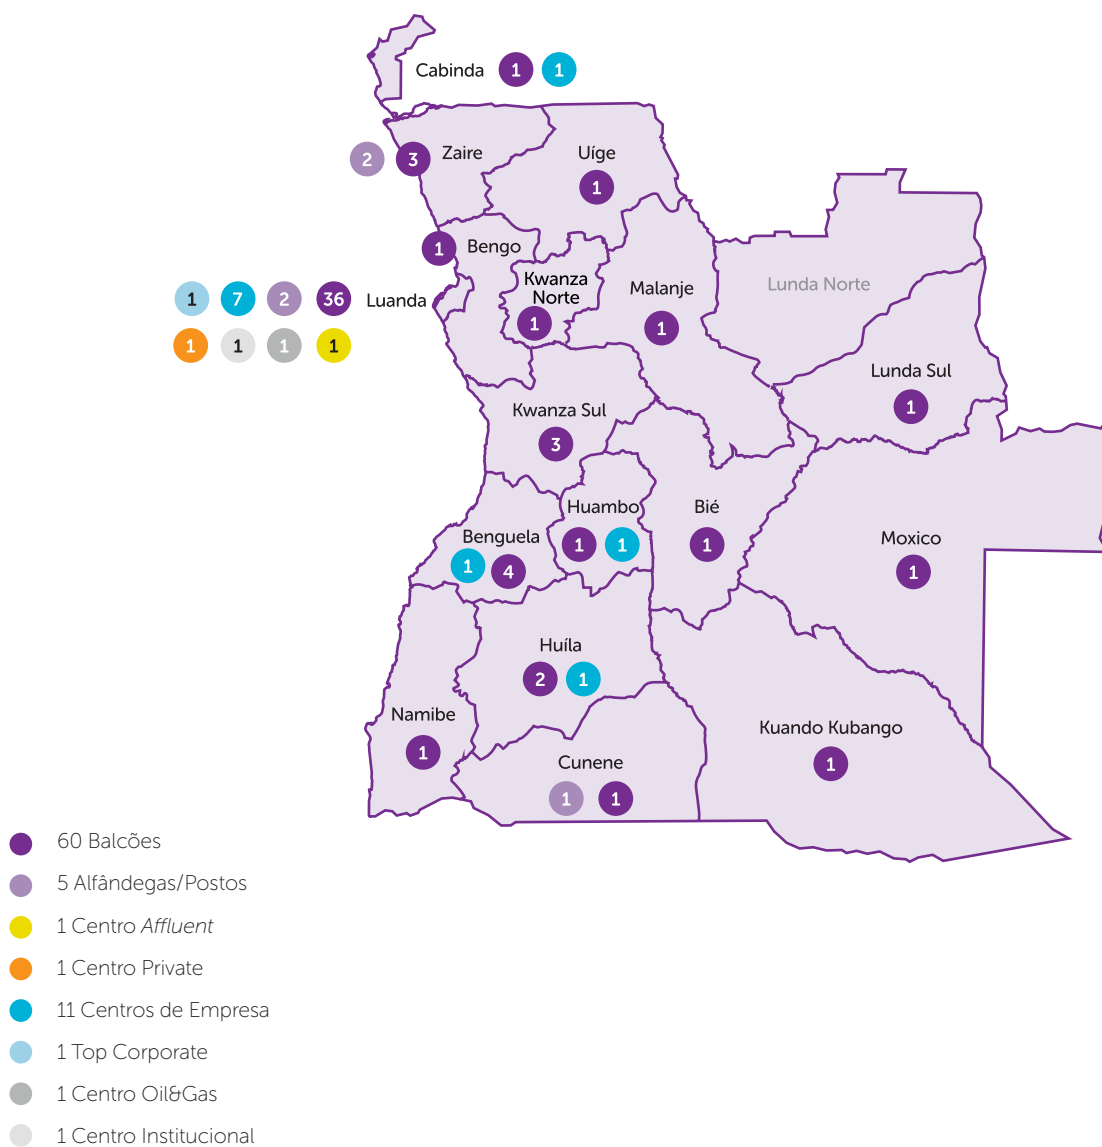 Cabinda 1 1
2 3 Zaire
Uíge
1
1 Bengo
Kwanza
Norte
1
Malanje
1
Lunda Norte
1 7 2 36 Luanda
1 1 1 1
Lunda Sul
1
Kwanza Sul
3
Huambo
1 1
Bié
1
Benguela
1 4
Moxico
1
Huíla
2 1
Namibe
1
Kuando Kubango
1
Cunene
1 1
60 Balcões
5 Alfândegas/Postos
1 Centro Affluent
1 Centro Private
11 Centros de Empresa
1 Top Corporate
1 Centro Oil&Gas
1 Centro Institucional